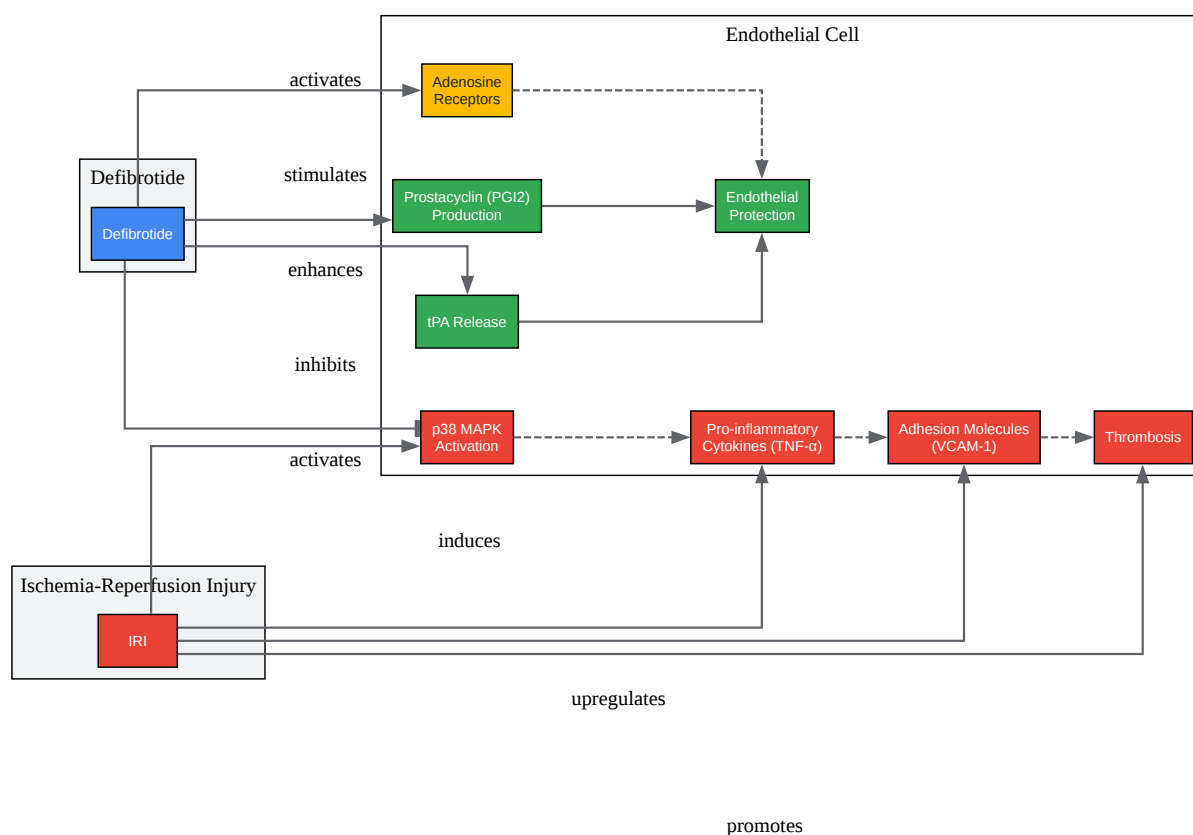 Endothelial Cell
activates
Adenosine
Receptors
Defibrotide
stimulates
Prostacyclin (PGI2)
Production
Endothelial
Protection
Defibrotide
enhances
tPA Release
inhibits
p38 MAPK
Activation
Pro-inflammatory
Cytokines (TNF-α)
Adhesion Molecules
(VCAM-1)
Thrombosis
activates
induces
Ischemia-Reperfusion Injury
IRI
upregulates
promotes